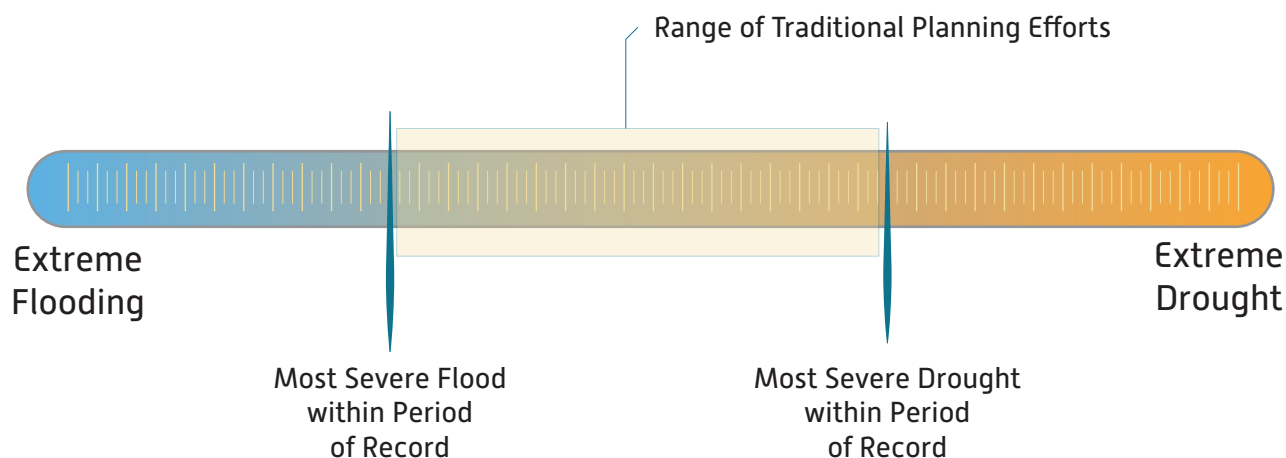 Range of Traditional Planning Efforts
Extreme
Flooding
Extreme
Drought
Most Severe Flood
within Period
of Record
Most Severe Drought
within Period
of Record